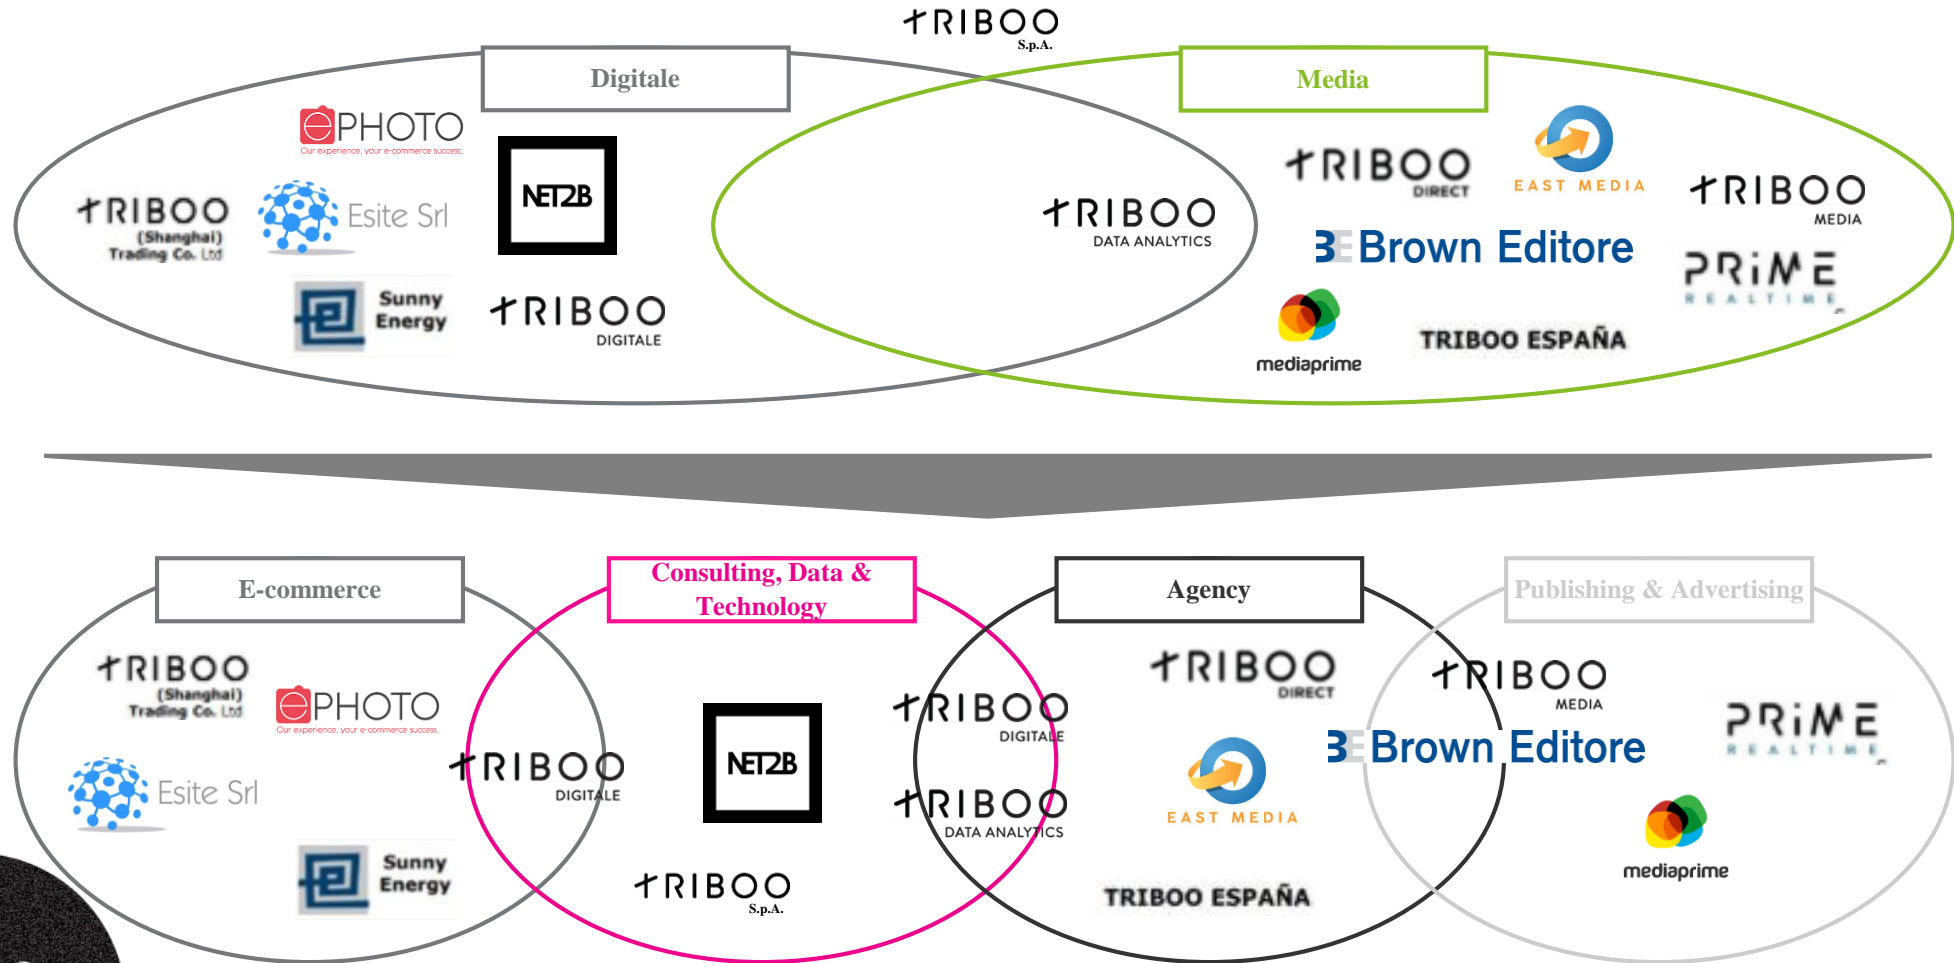 TRIBOO
S.p.A.
Digitale
Media
ePHOTO
Our experience, your e-commerce success.
NET2B
TRIBOO
(Shanghai)
Trading Co. Ltd
Esite Srl
Sunny
Energy
TRIBOO
DIGITALE
TRIBOO
DATA ANALYTICS
TRIBOO
DIRECT
EAST MEDIA
TRIBOO
MEDIA
BE Brown Editore
PRiME
REALTIME
mediaprime
TRIBOO ESPAÑA
E-commerce
Consulting, Data &
Technology
Agency
Publishing & Advertising
TRIBOO
(Shanghai)
Trading Co. Ltd
ePHOTO
Our experience, your e-commerce success.
Esite Srl
Sunny
Energy
TRIBOO
DIGITALE
NET2B
TRIBOO
S.p.A.
TRIBOO
DIGITALE
TRIBOO
DATA ANALYTICS
TRIBOO
DIRECT
EAST MEDIA
TRIBOO ESPAÑA
TRIBOO
MEDIA
BE Brown Editore
PRiME
REALTIME
mediaprime